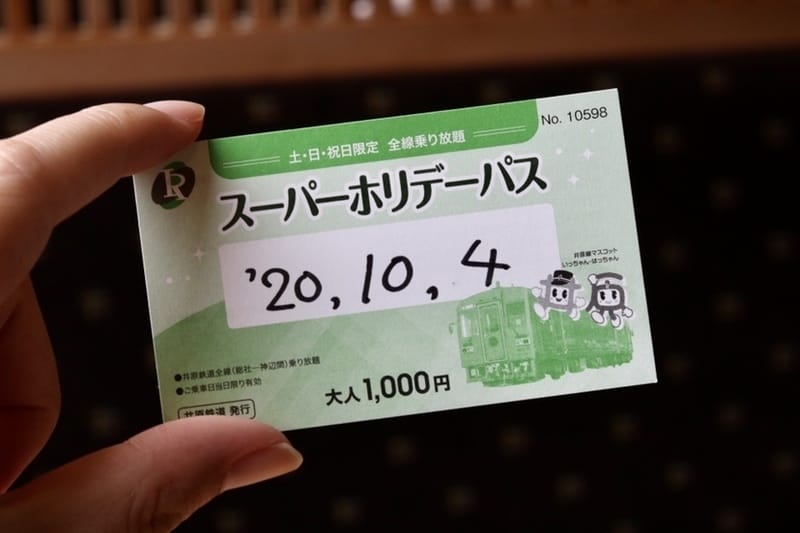 No. 10598
土・日・祝日限定 全線乗り放題
R
スーパーホリデーパス
'20, 10, 4
井原線マスコット
いっちゃん・はっちゃん
井原
●井原鉄道全線(総社―神辺間)乗り放題
●ご乗車日当日限り有効
大人1,000円
井原鉄道 発行